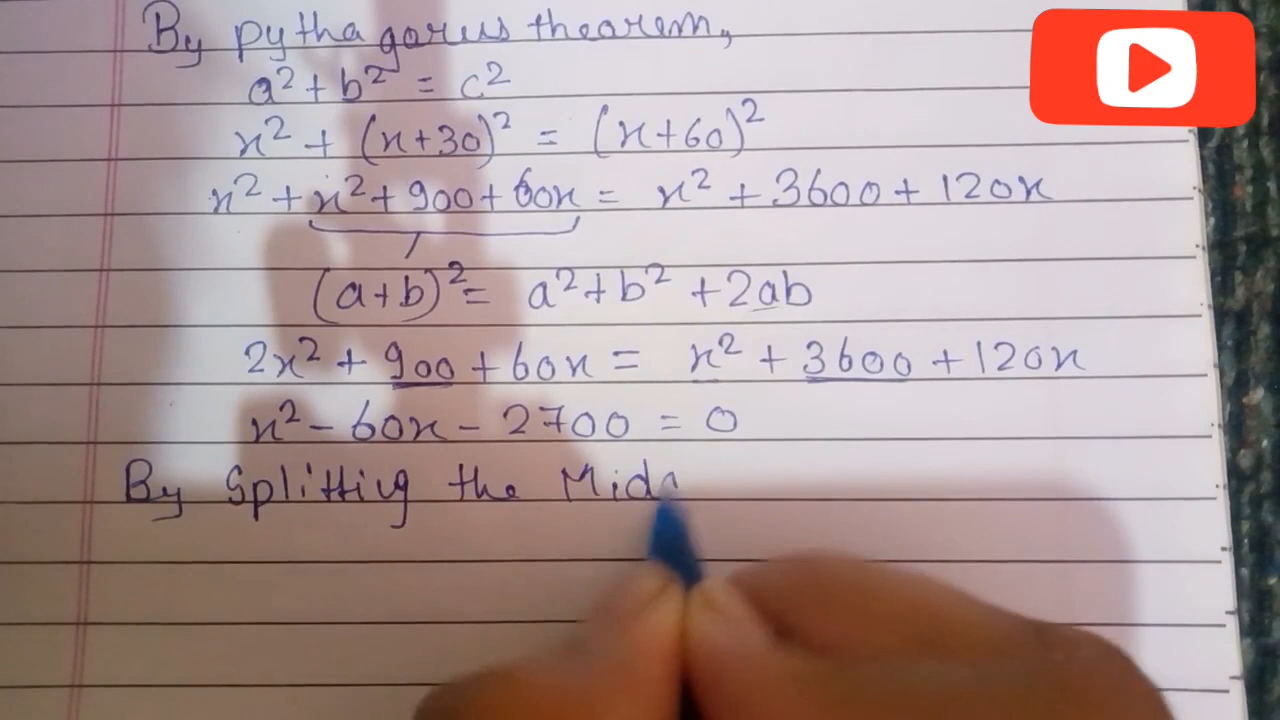 By pythagorus thearem,
a² + b² = c²
x² + (x+30)² = (x+60)²
x² + x² + 900 + 60x = x² + 3600 + 120x
(a+b)² = a² + b² + 2ab
2x² + 900 + 60x = x² + 3600 + 120x
x² - 60x - 2700 = 0
By Splitting the Mid